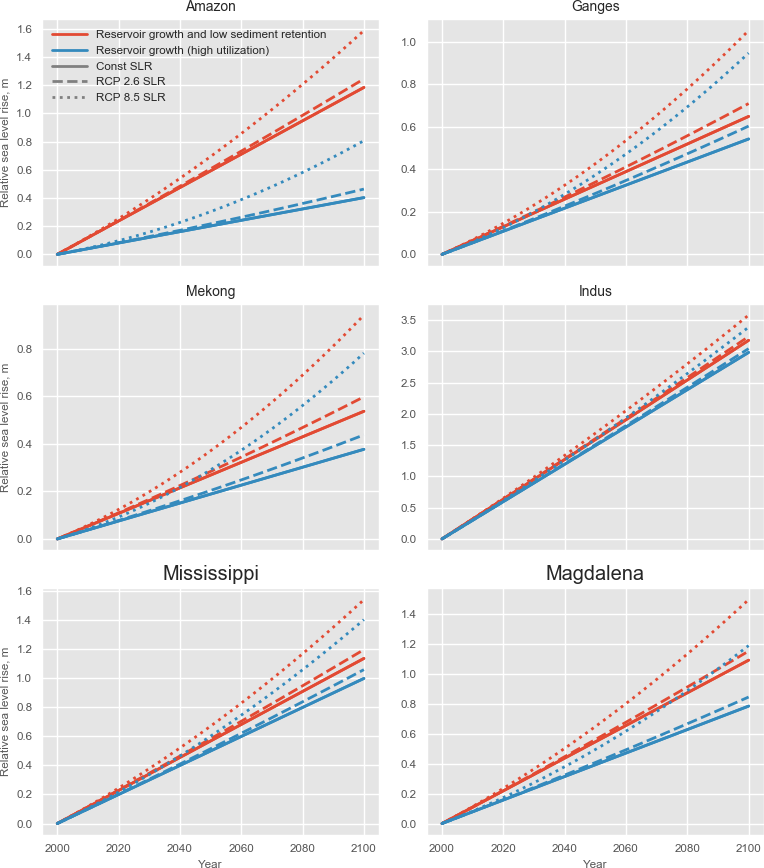 Amazon
Ganges
Relative sea level rise, m
1.6
1.4
1.2
1.0
0.8
0.6
0.4
0.2
0.0
Reservoir growth and low sediment retention
Reservoir growth (high utilization)
Const SLR
RCP 2.6 SLR
RCP 8.5 SLR
1.0
0.8
0.6
0.4
0.2
0.0
Mekong
Indus
Relative sea level rise, m
0.8
0.6
0.4
0.2
0.0
3.5
3.0
2.5
2.0
1.5
1.0
0.5
0.0
Mississippi
Magdalena
Relative sea level rise, m
1.6
1.4
1.2
1.0
0.8
0.6
0.4
0.2
0.0
1.4
1.2
1.0
0.8
0.6
0.4
0.2
0.0
2000 2020 2040 2060 2080 2100
2000 2020 2040 2060 2080 2100
Year
Year